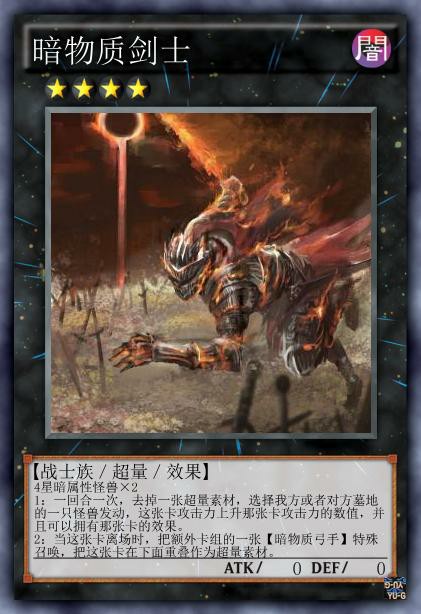 暗物质剑士
闇
【战士族 / 超量 / 效果】
4星暗属性怪兽×2
1：一回合一次，去掉一张超量素材，选择我方或者对方墓地
的一只怪兽发动，这张卡攻击力上升那张卡攻击力的数值，并
且可以拥有那张卡的效果。
2：当这张卡离场时，把额外卡组的一张【暗物质弓手】特殊
召唤，把这张卡在下面重叠作为超量素材。
ATK / 0 DEF / 0